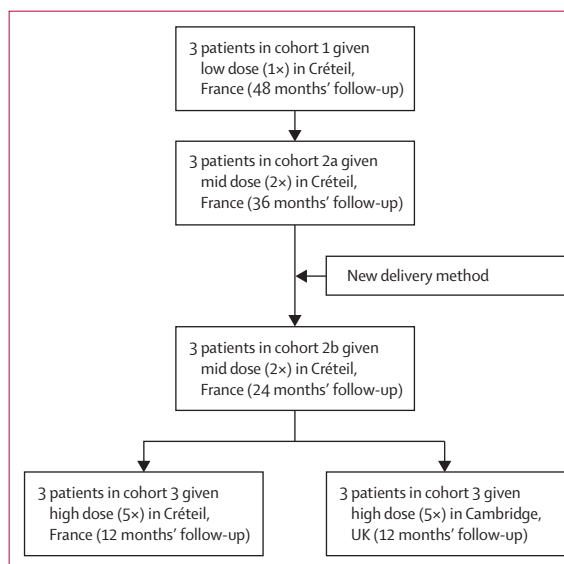 3 patients in cohort 1 given
low dose (1×) in Créteil,
France (48 months’ follow-up)
3 patients in cohort 2a given
mid dose (2×) in Créteil,
France (36 months’ follow-up)
New delivery method
3 patients in cohort 2b given
mid dose (2×) in Créteil,
France (24 months’ follow-up)
3 patients in cohort 3 given
high dose (5×) in Créteil,
France (12 months’ follow-up)
3 patients in cohort 3 given
high dose (5×) in Cambridge,
UK (12 months’ follow-up)